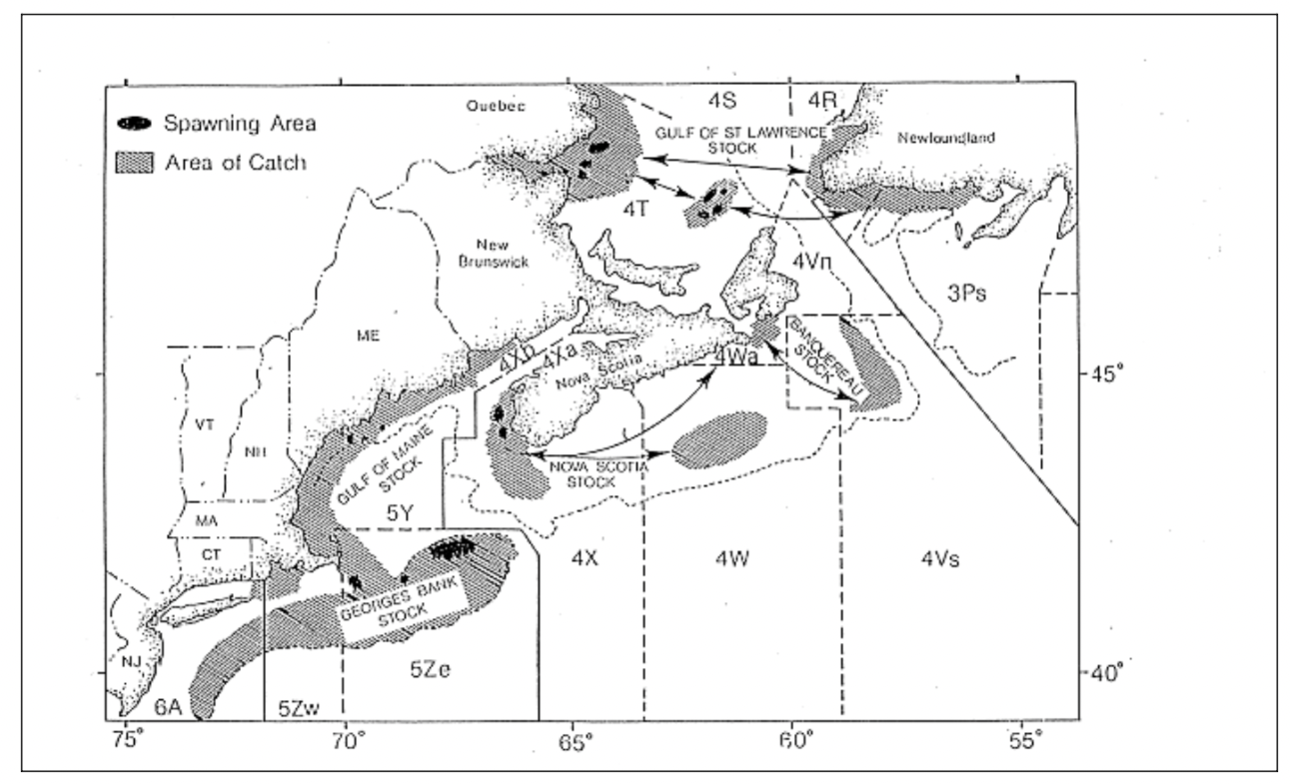 Quebec
4S
4R
Spawning Area
GULF OF ST LAWRENCE
STOCK
Newfoundland
Area of Catch
4T
New
Brunswick
4Vn
3Ps
ME
BANQUEREAU
STOCK
4Xb
4Xa
4Wa
45°
Nova Scotia
VT
NH
GULF OF MAINE
STOCK
NOVA SCOTIA
STOCK
MA
5Y
CT
4X
4W
4Vs
GEORGES BANK
STOCK
NJ
5Ze
40°
6A
5Zw
75°
70°
65°
60°
55°